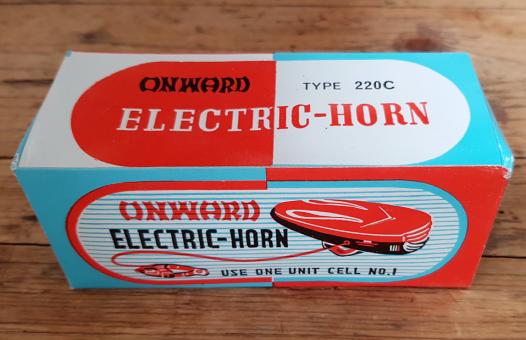 ONWARD
TYPE 220C
ELECTRIC-HORN
ONWARD
ELECTRIC-HORN
USE ONE UNIT CELL NO.1